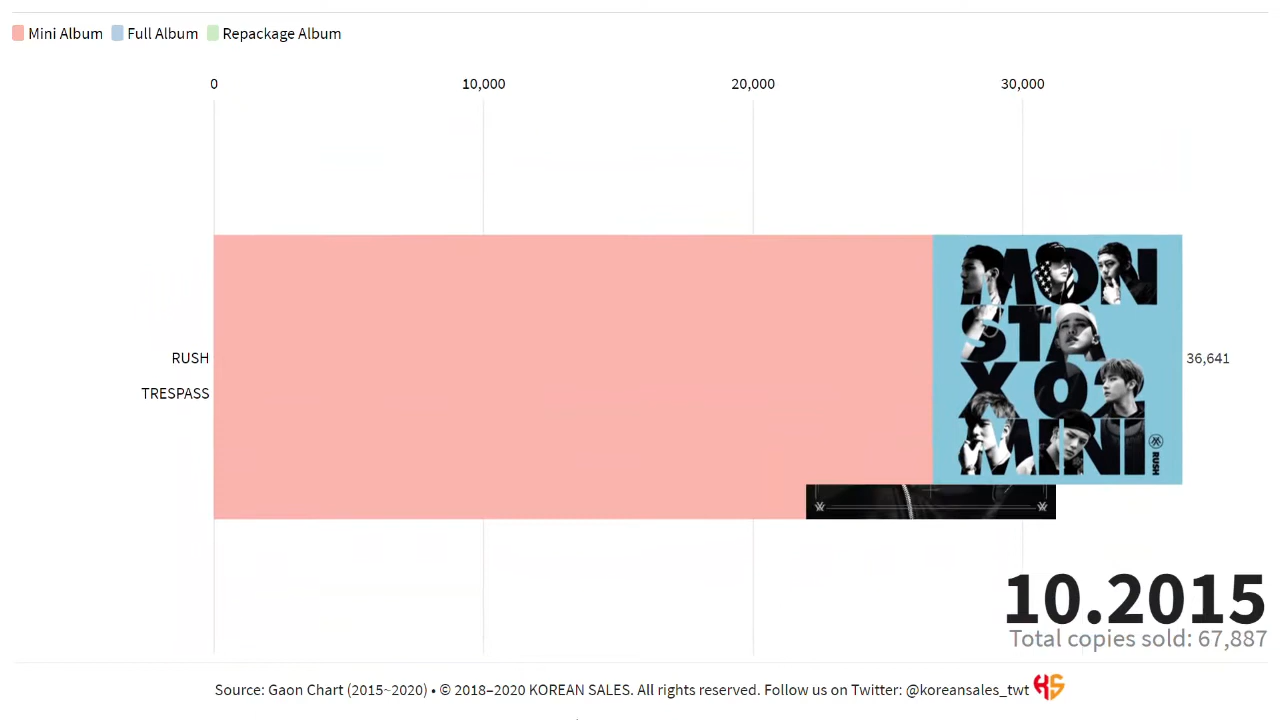 Mini Album Full Album Repackage Album
0 10,000 20,000 30,000
RUSH
TRESPASS
36,641
MON
STA
X 02
MINI
RUSH
10.2015
Total copies sold: 67,887
Source: Gaon Chart (2015~2020) • © 2018–2020 KOREAN SALES. All rights reserved. Follow us on Twitter: @koreansales_twt KS